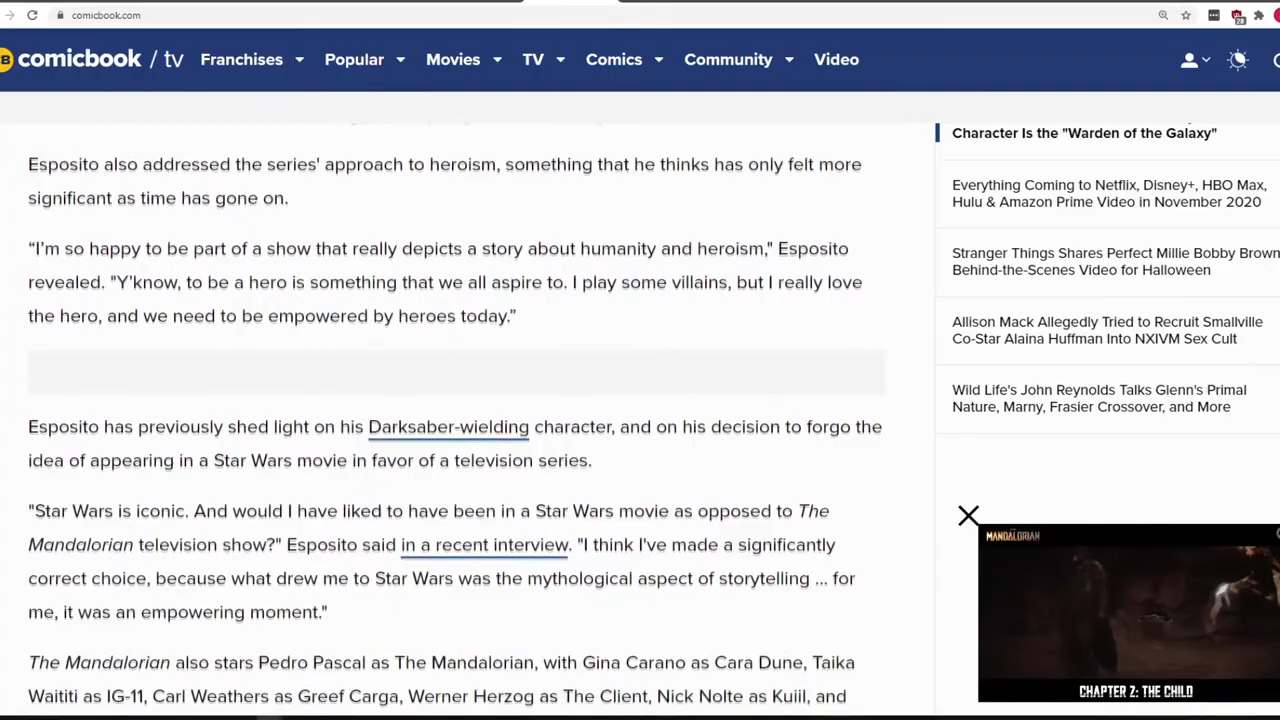 comicbook.com
28
comicbook / tv
Franchises
Popular
Movies
TV
Comics
Community
Video
Esposito also addressed the series' approach to heroism, something that he thinks has only felt more
significant as time has gone on.
“I'm so happy to be part of a show that really depicts a story about humanity and heroism," Esposito
revealed. "Y'know, to be a hero is something that we all aspire to. I play some villains, but I really love
the hero, and we need to be empowered by heroes today.”
Esposito has previously shed light on his Darksaber-wielding character, and on his decision to forgo the
idea of appearing in a Star Wars movie in favor of a television series.
"Star Wars is iconic. And would I have liked to have been in a Star Wars movie as opposed to The
Mandalorian television show?" Esposito said in a recent interview. "I think I've made a significantly
correct choice, because what drew me to Star Wars was the mythological aspect of storytelling ... for
me, it was an empowering moment."
The Mandalorian also stars Pedro Pascal as The Mandalorian, with Gina Carano as Cara Dune, Taika
Waititi as IG-11, Carl Weathers as Greef Carga, Werner Herzog as The Client, Nick Nolte as Kuiil, and
Character Is the "Warden of the Galaxy"
Everything Coming to Netflix, Disney+, HBO Max,
Hulu & Amazon Prime Video in November 2020
Stranger Things Shares Perfect Millie Bobby Brown
Behind-the-Scenes Video for Halloween
Allison Mack Allegedly Tried to Recruit Smallville
Co-Star Alaina Huffman Into NXIVM Sex Cult
Wild Life's John Reynolds Talks Glenn's Primal
Nature, Marny, Frasier Crossover, and More
MANDALORIAN
CHAPTER 2: THE CHILD